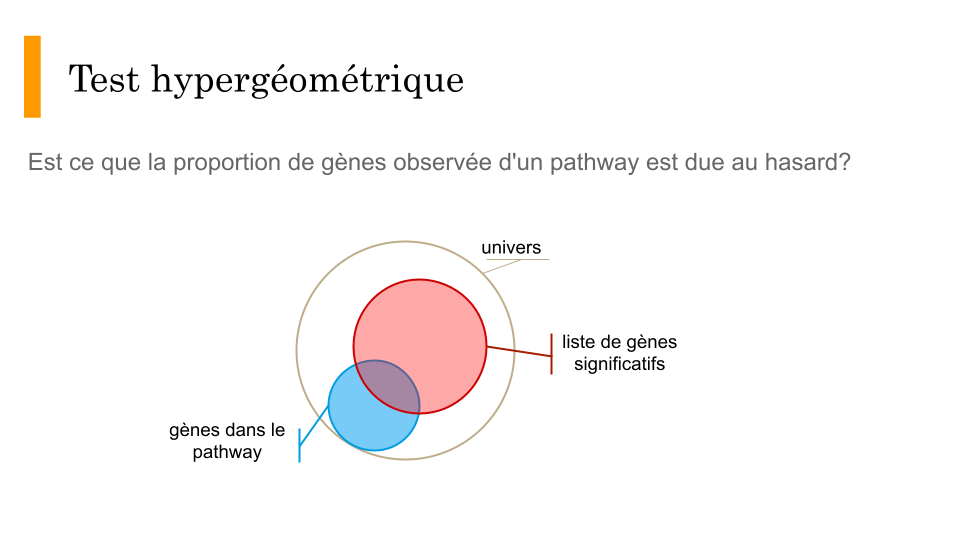 Test hypergéométrique
Est ce que la proportion de gènes observée d'un pathway est due au hasard?
univers
liste de gènes
significatifs
gènes dans le
pathway